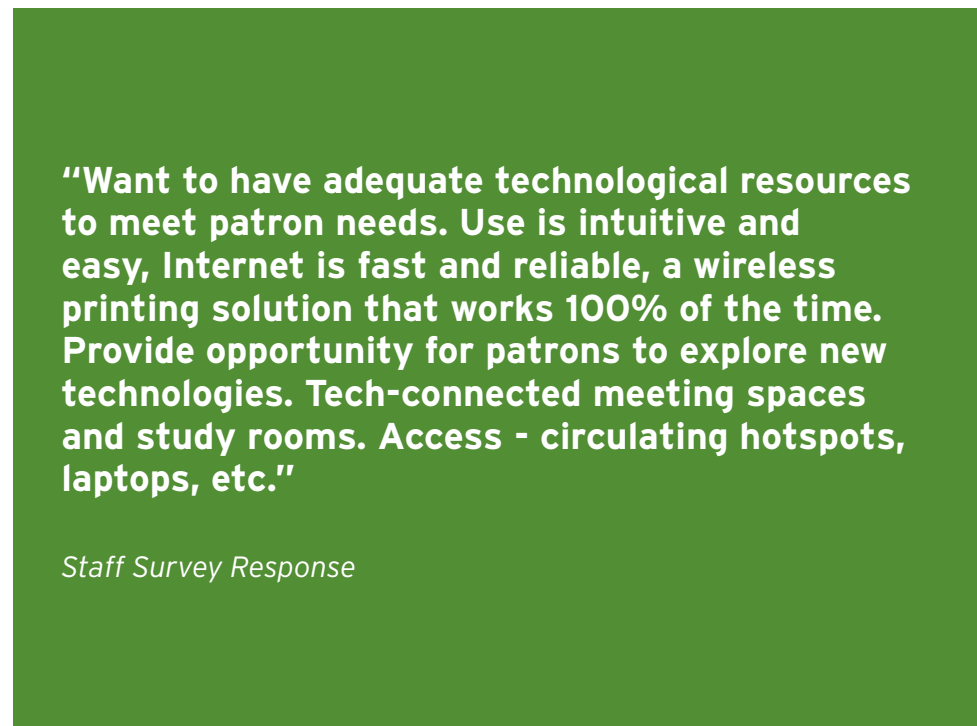 “Want to have adequate technological resources
to meet patron needs. Use is intuitive and
easy, Internet is fast and reliable, a wireless
printing solution that works 100% of the time.
Provide opportunity for patrons to explore new
technologies. Tech-connected meeting spaces
and study rooms. Access - circulating hotspots,
laptops, etc.”
Staff Survey Response